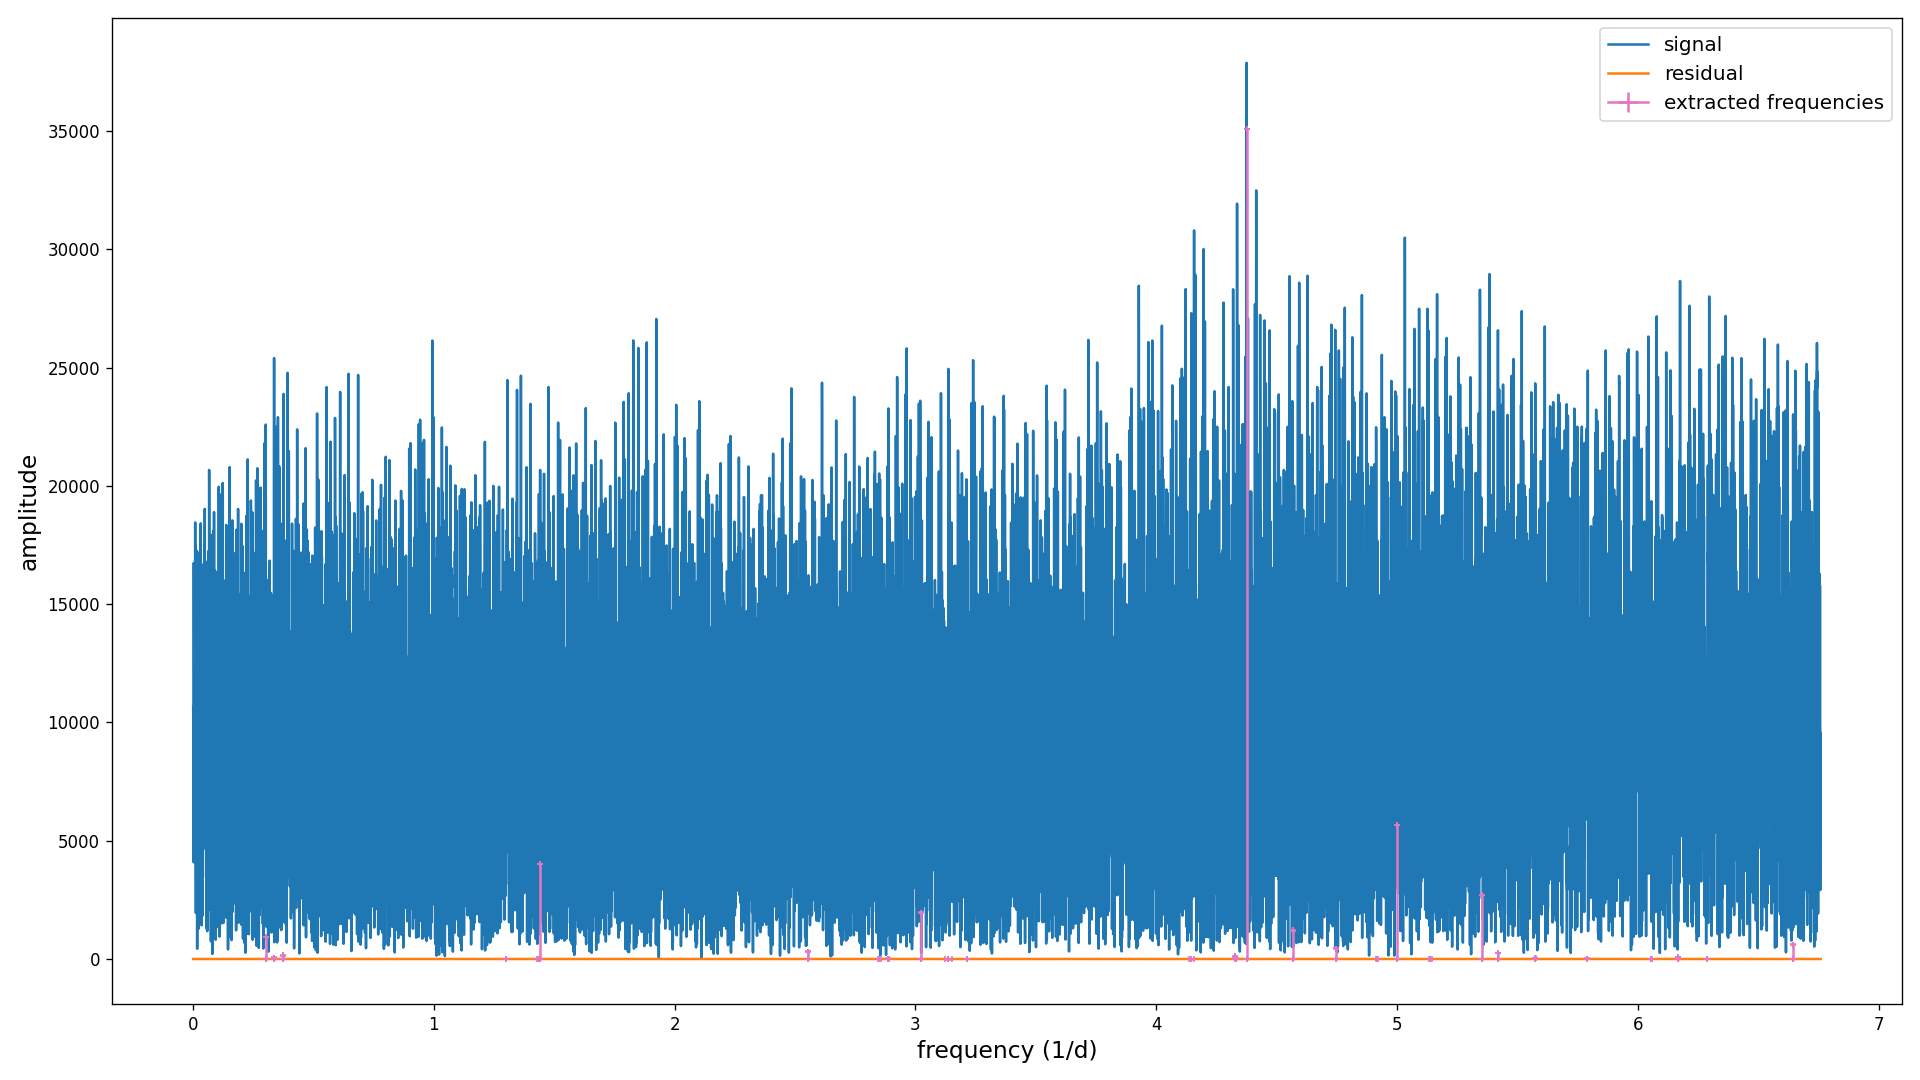 signal
residual
extracted frequencies
amplitude
35000
30000
25000
20000
15000
10000
5000
0
0 1 2 3 4 5 6 7
frequency (1/d)